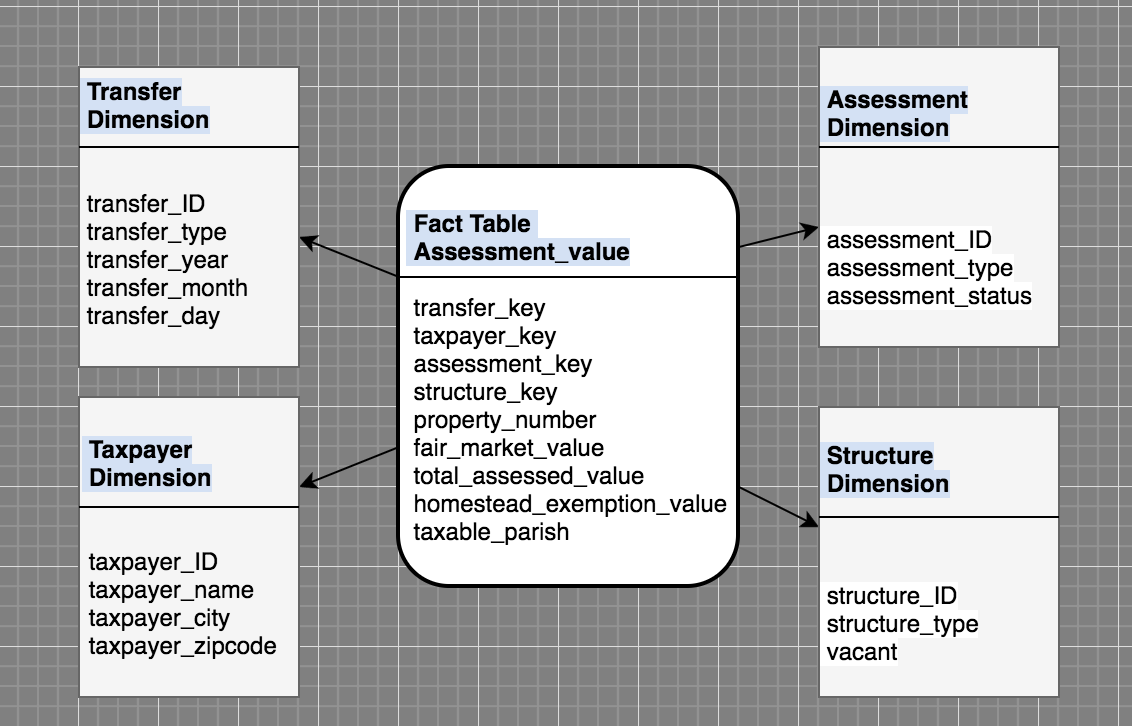 Transfer
Dimension
transfer_ID
transfer_type
transfer_year
transfer_month
transfer_day
Taxpayer
Dimension
taxpayer_ID
taxpayer_name
taxpayer_city
taxpayer_zipcode
Fact Table
Assessment_value
transfer_key
taxpayer_key
assessment_key
structure_key
property_number
fair_market_value
total_assessed_value
homestead_exemption_value
taxable_parish
Assessment
Dimension
assessment_ID
assessment_type
assessment_status
Structure
Dimension
structure_ID
structure_type
vacant